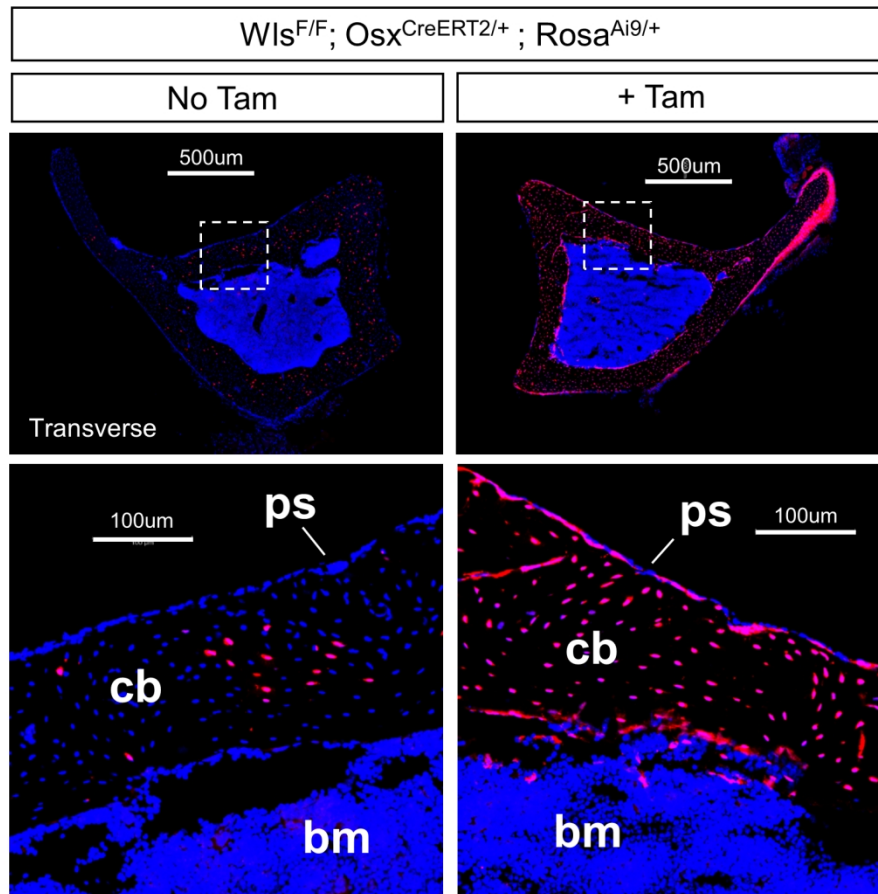 Wls^F/F; Osx^CreERT2/+ ; Rosa^Ai9/+
No Tam
+ Tam
500um
500um
Transverse
100um
ps
cb
bm
ps
100um
cb
bm